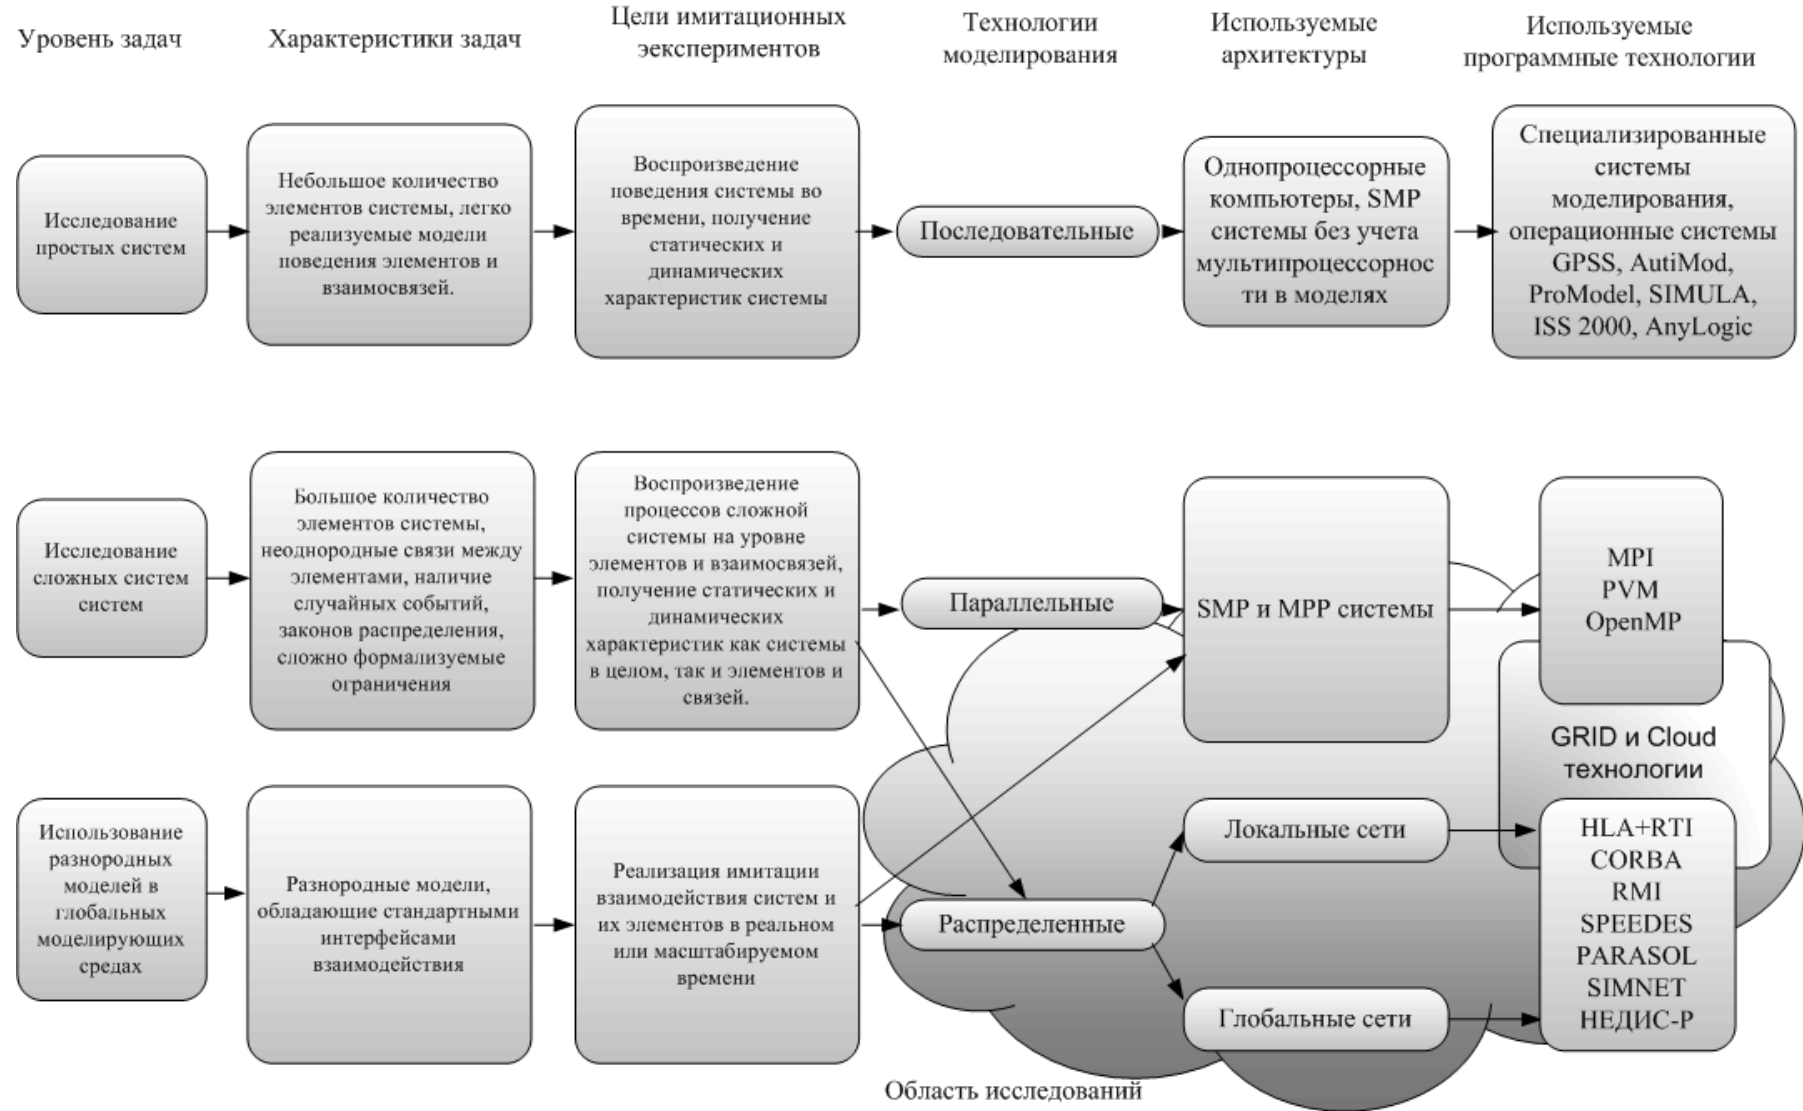 Уровень задач
Характеристики задач
Цели имитационных
эекспериментов
Технологии
моделирования
Используемые
архитектуры
Используемые
программные технологии
Исследование
простых систем
Небольшое количество
элементов системы, легко
реализуемые модели
поведения элементов и
взаимосвязей.
Воспроизведение
поведения системы во
времени, получение
статических и
динамических
характеристик системы
Последовательные
Однопроцессорные
компьютеры, SMP
системы без учета
мультипроцессорнос
ти в моделях
Специализированные
системы
моделирования,
операционные системы
GPSS, AutiMod,
ProModel, SIMULA,
ISS 2000, AnyLogic
Исследование
сложных систем
систем
Большое количество
элементов системы,
неоднородные связи между
элементами, наличие
случайных событий,
законов распределения,
сложно формализуемые
ограничения
Воспроизведение
процессов сложной
системы на уровне
элементов и взаимосвязей,
получение статических и
динамических
характеристик как системы
в целом, так и элементов и
связей.
Параллельные
SMP и MPP системы
MPI
PVM
OpenMP
GRID и Cloud
технологии
Использование
разнородных
моделей в
глобальных
моделирующих
средах
Разнородные модели,
обладающие стандартными
интерфейсами
взаимодействия
Реализация имитации
взаимодействия систем и
их элементов в реальном
или масштабируемом
времени
Распределенные
Локальные сети
Глобальные сети
HLA+RTI
CORBA
RMI
SPEEDES
PARASOL
SIMNET
НЕДИС-Р
Область исследований